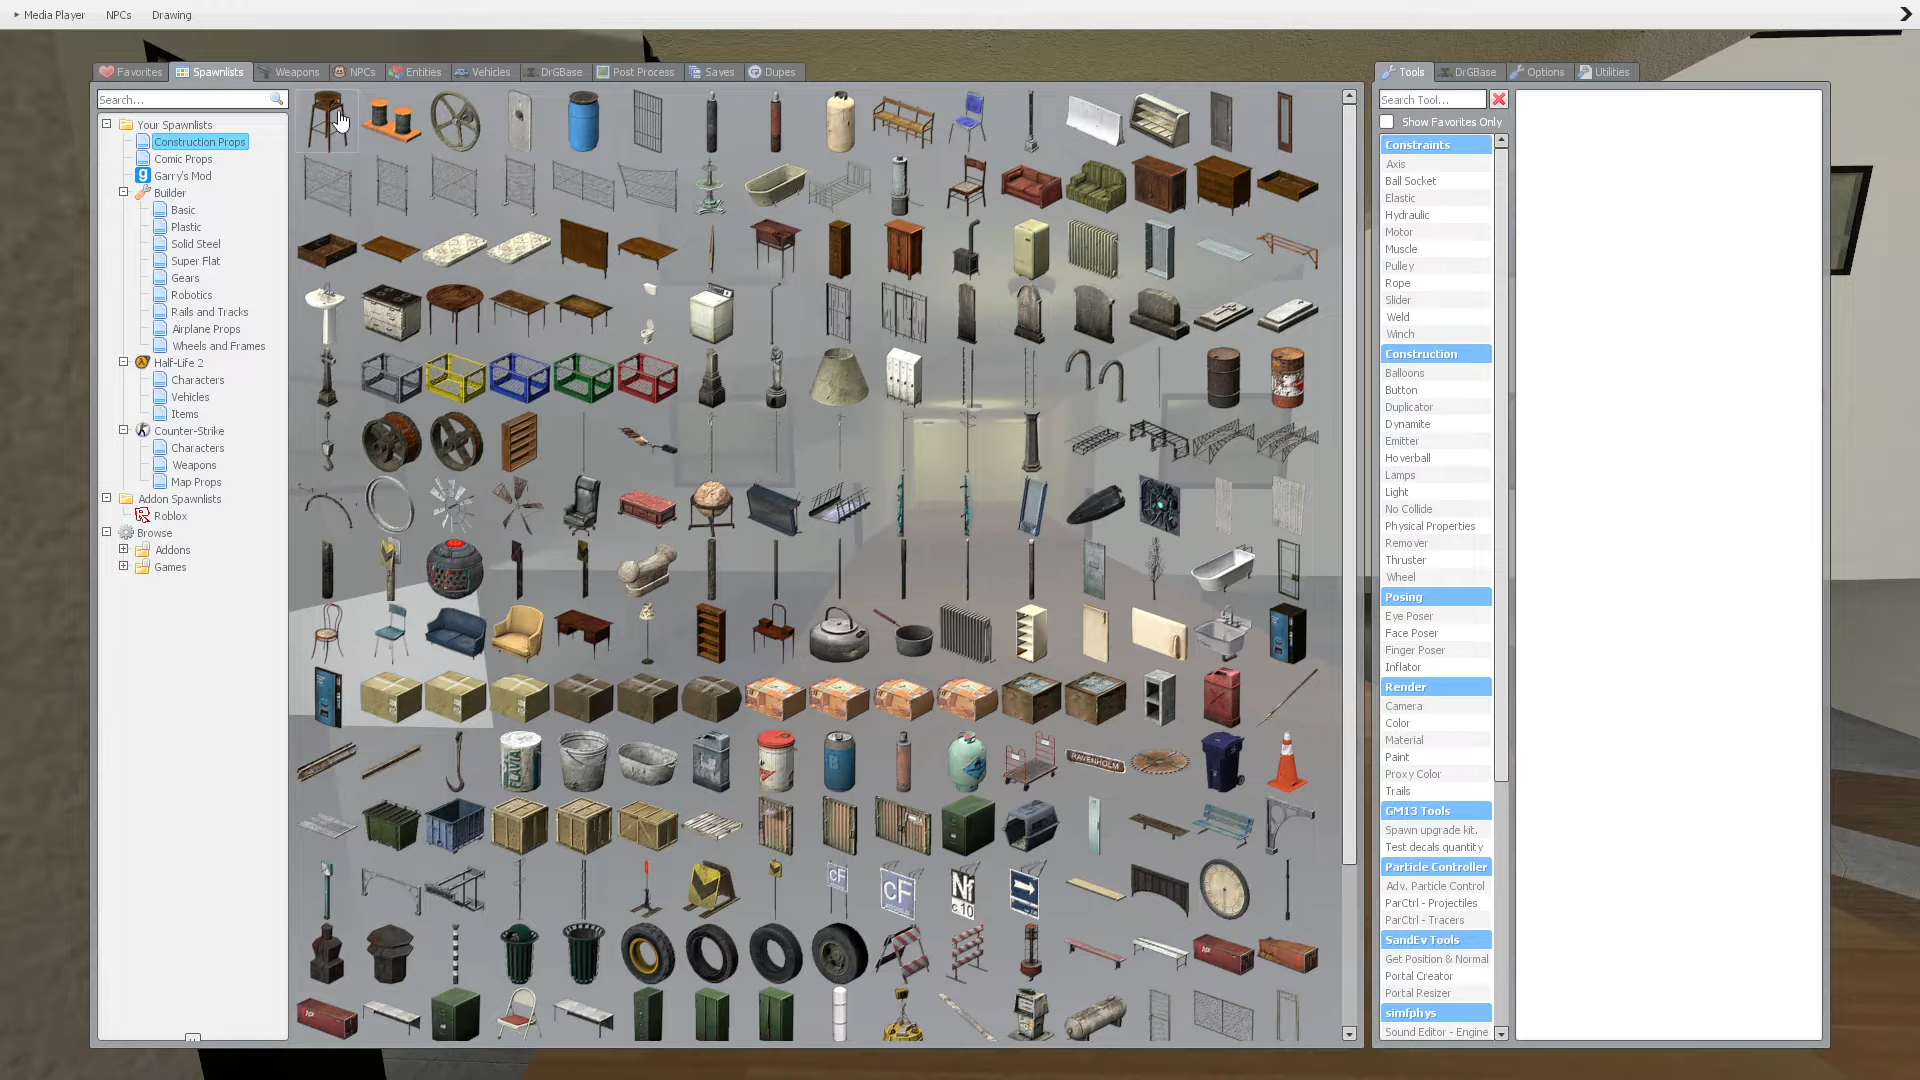 Media Player NPCs Drawing
Favorites Spawnlists Weapons NPCs Entities Vehicles DrGBase Post Process Saves Dupes
Search...
Your Spawnlists
Construction Props
Comic Props
Garry's Mod
Builder
Basic
Plastic
Solid Steel
Super Flat
Gears
Robotics
Rails and Tracks
Airplane Props
Wheels and Frames
Half-Life 2
Characters
Vehicles
Items
Counter-Strike
Characters
Weapons
Map Props
Addon Spawnlists
Roblox
Browse
Addons
Games
RAVENHOLM
cF
cF
Nf
c 10
Tools DrGBase Options Utilities
Search Tool...
Show Favorites Only
Constraints
Axis
Ball Socket
Elastic
Hydraulic
Motor
Muscle
Pulley
Rope
Slider
Weld
Winch
Construction
Balloons
Button
Duplicator
Dynamite
Emitter
Hoverball
Lamps
Light
No Collide
Physical Properties
Remover
Thruster
Wheel
Posing
Eye Poser
Face Poser
Finger Poser
Inflator
Render
Camera
Color
Material
Paint
Proxy Color
Trails
GM13 Tools
Spawn upgrade kit.
Test decals quantity
Particle Controller
Adv. Particle Control
ParCtrl - Projectiles
ParCtrl - Tracers
SandEv Tools
Get Position & Normal
Portal Creator
Portal Resizer
simfphys
Sound Editor - Engine